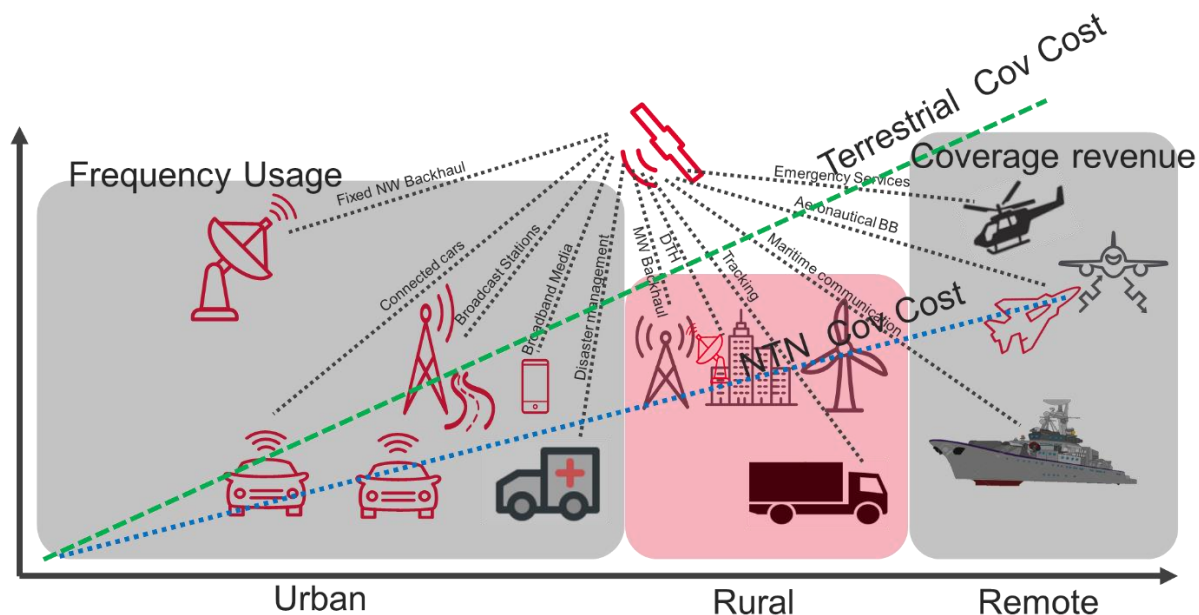 Terrestrial Cov Cost
Frequency Usage
Coverage revenue
Fixed NW Backhaul
Emergency Services
Aeronautical BB
Connected cars
Broadcast Stations
Broadband Media
Disaster management
MW Backhaul
DTH
Tracking
Maritime communication
NTN Cov Cost
Urban
Rural
Remote